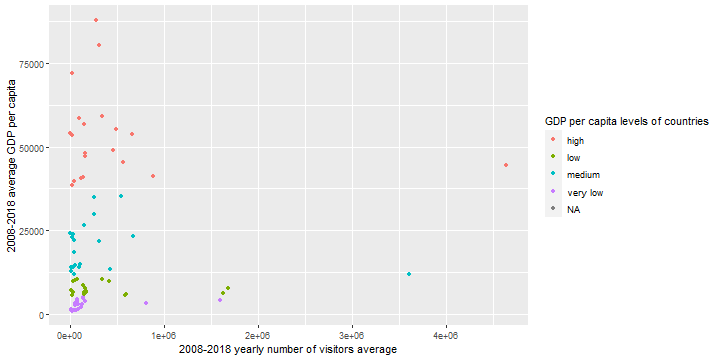 75000
50000
25000
0
0e+00
1e+06
2e+06
3e+06
4e+06
2008-2018 average GDP per capita
2008-2018 yearly number of visitors average
GDP per capita levels of countries
high
low
medium
very low
NA